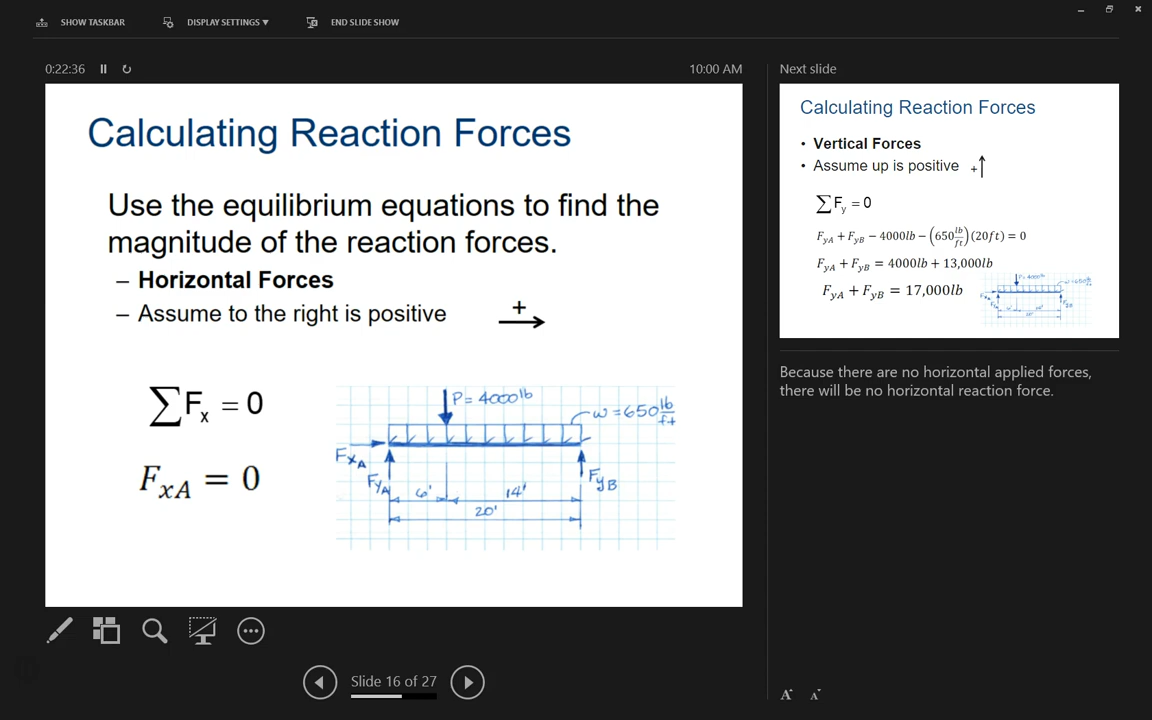 SHOW TASKBAR
DISPLAY SETTINGS ▼
END SLIDE SHOW
0:22:36
10:00 AM
Calculating Reaction Forces
Use the equilibrium equations to find the
magnitude of the reaction forces.
– Horizontal Forces
– Assume to the right is positive
+
∑Fx = 0
FxA = 0
P = 4000 lb
w = 650 lb/ft
FxA
FyA
FyB
6'
14'
20'
Slide 16 of 27
Next slide
Calculating Reaction Forces
• Vertical Forces
• Assume up is positive +↑
∑Fy = 0
FyA + FyB − 4000lb − (650 lb/ft)(20ft) = 0
FyA + FyB = 4000lb + 13,000lb
FyA + FyB = 17,000lb
P = 4000 lb
Because there are no horizontal applied forces,
there will be no horizontal reaction force.
A
A